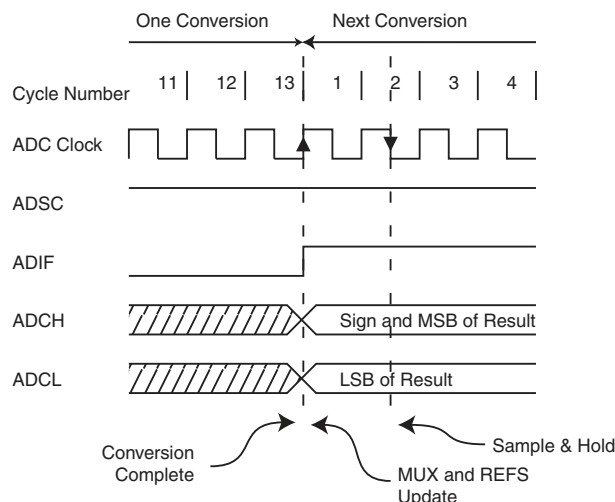 One Conversion Next Conversion
Cycle Number 11 12 13 1 2 3 4
ADC Clock
ADSC
ADIF
ADCH Sign and MSB of Result
ADCL LSB of Result
Conversion
Complete
MUX and REFS
Update
Sample & Hold